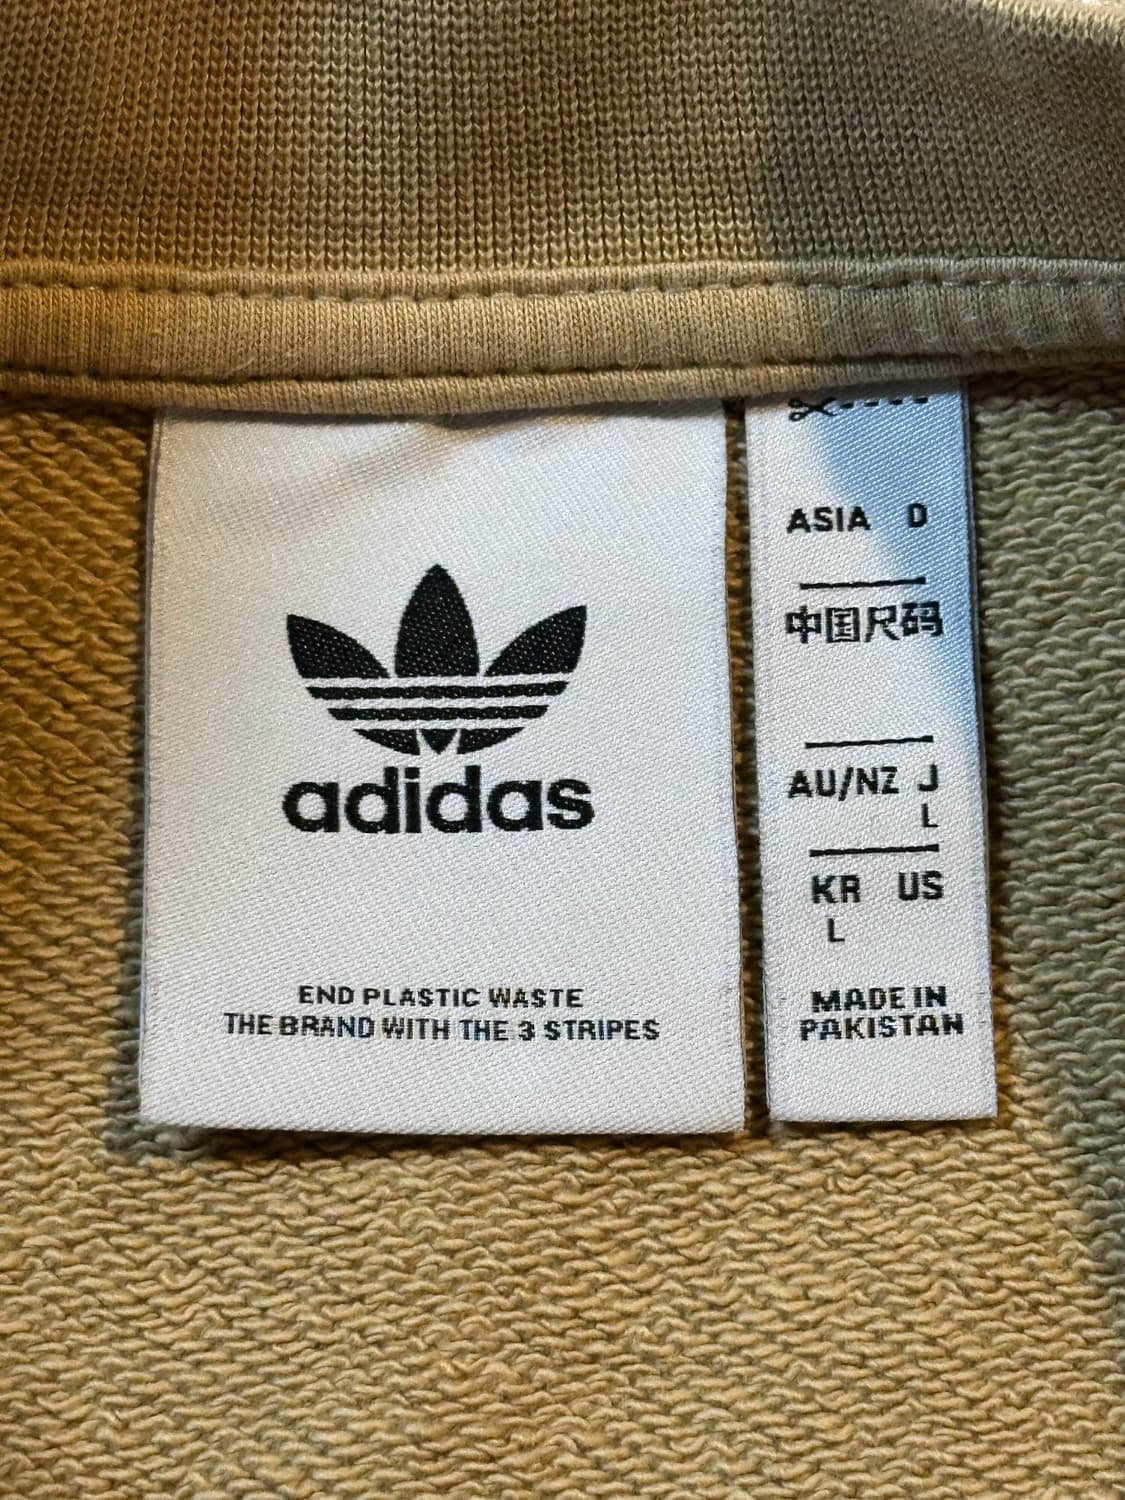 adidas
END PLASTIC WASTE
THE BRAND WITH THE 3 STRIPES
ASIA D
中国尺码
AU/NZ J
L
KR US
L
MADE IN
PAKISTAN